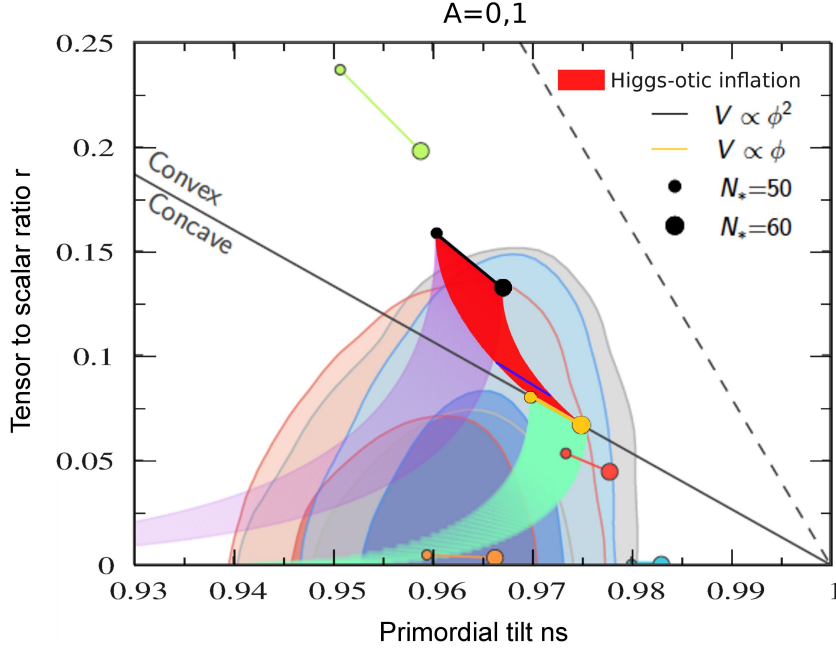 A=0,1
Tensor to scalar ratio r
0.25
0.2
0.15
0.1
0.05
0
Convex
Concave
Higgs-otic inflation
V ∝ ϕ²
V ∝ ϕ
N*=50
N*=60
0.93 0.94 0.95 0.96 0.97 0.98 0.99 1
Primordial tilt ns